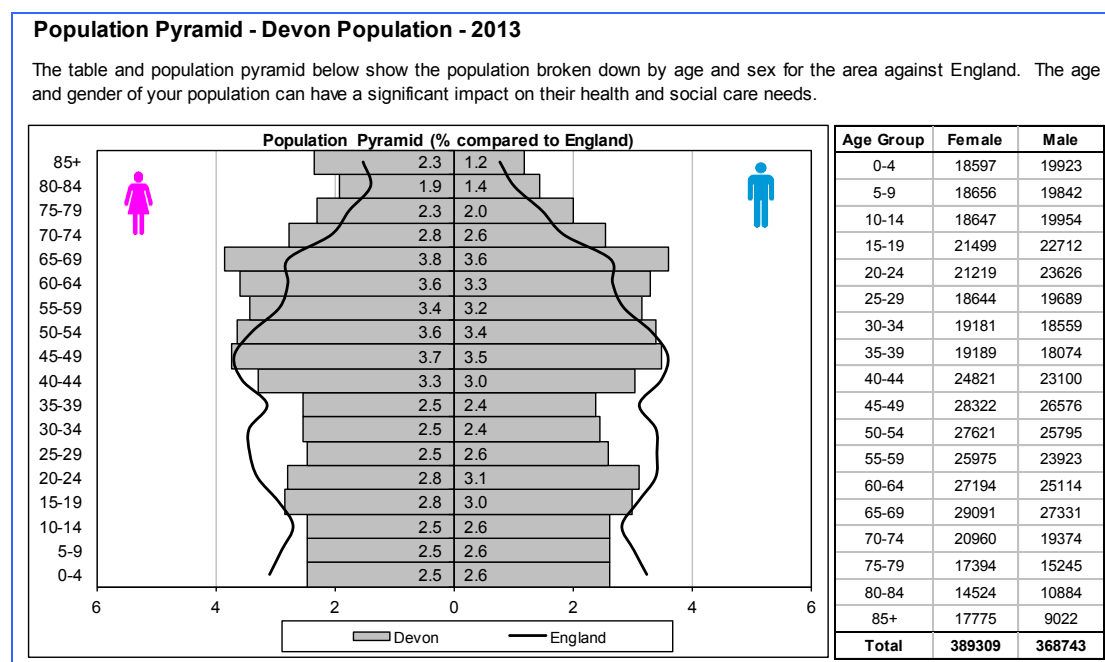 Population Pyramid - Devon Population - 2013
The table and population pyramid below show the population broken down by age and sex for the area against England. The age
and gender of your population can have a significant impact on their health and social care needs.
Population Pyramid (% compared to England)
85+ 2.3 1.2
80-84 1.9 1.4
75-79 2.3 2.0
70-74 2.8 2.6
65-69 3.8 3.6
60-64 3.6 3.3
55-59 3.4 3.2
50-54 3.6 3.4
45-49 3.7 3.5
40-44 3.3 3.0
35-39 2.5 2.4
30-34 2.5 2.4
25-29 2.5 2.6
20-24 2.8 3.1
15-19 2.8 3.0
10-14 2.5 2.6
5-9 2.5 2.6
0-4 2.5 2.6
6 4 2 0 2 4 6
Devon England
Age Group Female Male
0-4 18597 19923
5-9 18656 19842
10-14 18647 19954
15-19 21499 22712
20-24 21219 23626
25-29 18644 19689
30-34 19181 18559
35-39 19189 18074
40-44 24821 23100
45-49 28322 26576
50-54 27621 25795
55-59 25975 23923
60-64 27194 25114
65-69 29091 27331
70-74 20960 19374
75-79 17394 15245
80-84 14524 10884
85+ 17775 9022
Total 389309 368743